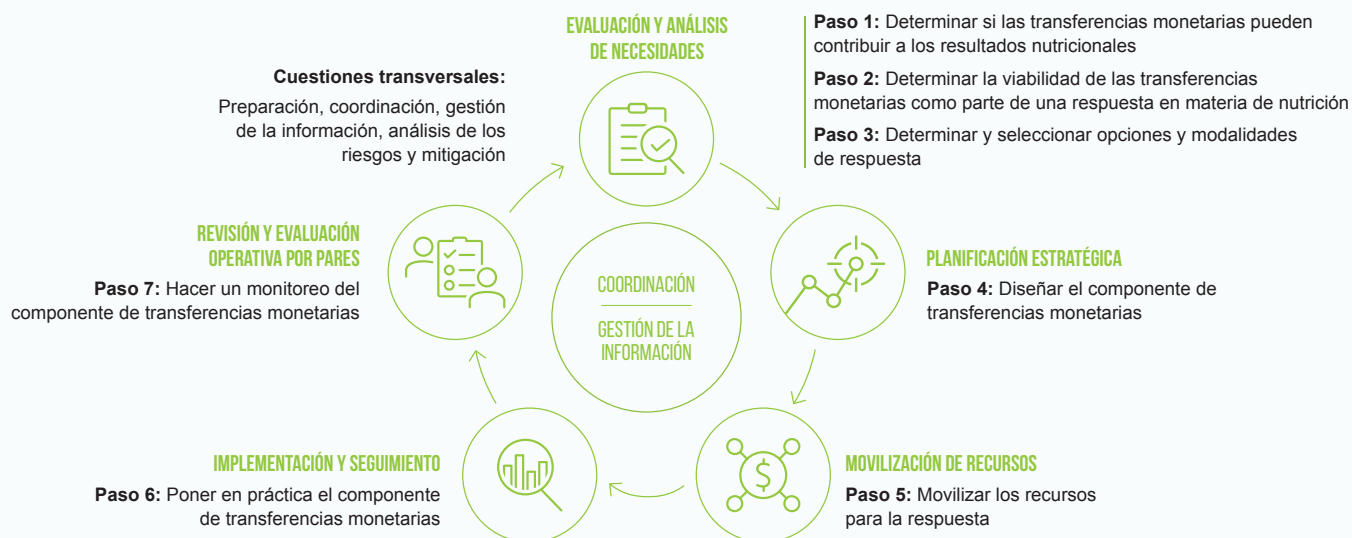 EVALUACIÓN Y ANÁLISIS
DE NECESIDADES
Paso 1: Determinar si las transferencias monetarias pueden
contribuir a los resultados nutricionales
Paso 2: Determinar la viabilidad de las transferencias
monetarias como parte de una respuesta en materia de nutrición
Paso 3: Determinar y seleccionar opciones y modalidades
de respuesta
Cuestiones transversales:
Preparación, coordinación, gestión
de la información, análisis de los
riesgos y mitigación
PLANIFICACIÓN ESTRATÉGICA
Paso 4: Diseñar el componente de
transferencias monetarias
MOVILIZACIÓN DE RECURSOS
Paso 5: Movilizar los recursos
para la respuesta
$
IMPLEMENTACIÓN Y SEGUIMIENTO
Paso 6: Poner en práctica el componente
de transferencias monetarias
REVISIÓN Y EVALUACIÓN
OPERATIVA POR PARES
Paso 7: Hacer un monitoreo del
componente de transferencias monetarias
COORDINACIÓN
GESTIÓN DE LA
INFORMACIÓN